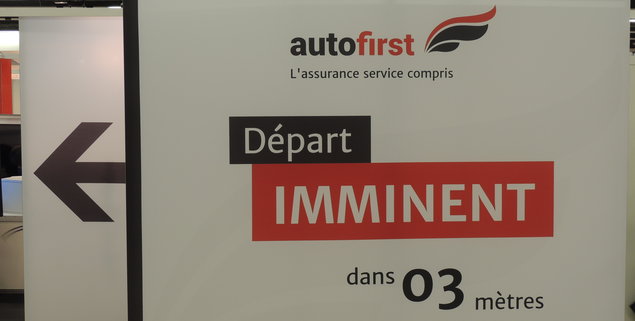 autofirst
L'assurance service compris
Départ
IMMINENT
dans 03 mètres